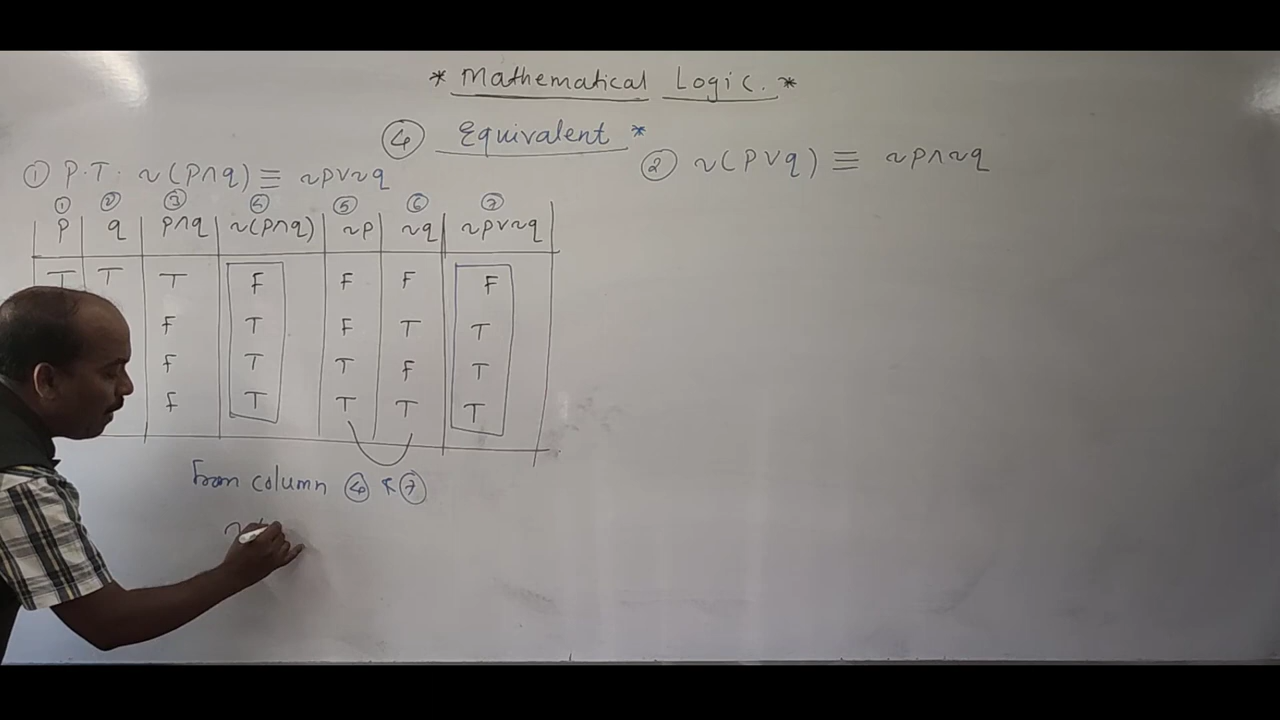 * Mathematical Logic. *
④ Equivalent *
① P.T. ~(p∧q) ≡ ~p∨~q
② ~(p∨q) ≡ ~p∧~q
① ② ③ ④ ⑤ ⑥ ⑦
p q p∧q ~(p∧q) ~p ~q ~p∨~q
T T T F F F F
F T F T T
F T T F T
F T T T T
from column ④ & ⑦